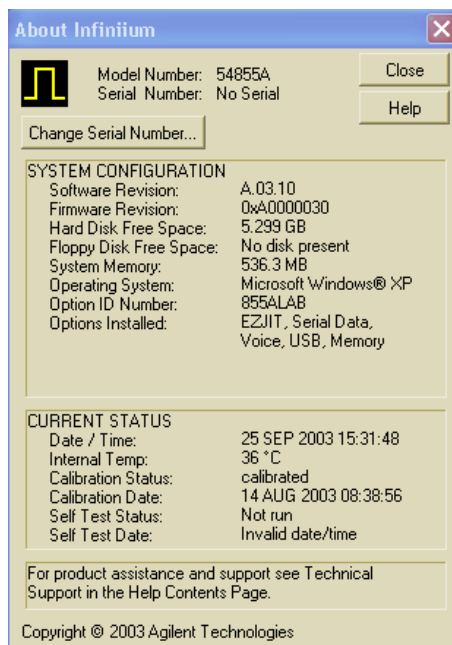 About Infiniium
Model Number: 54855A
Serial Number: No Serial
Close
Help
Change Serial Number...
SYSTEM CONFIGURATION
Software Revision: A.03.10
Firmware Revision: 0xA0000030
Hard Disk Free Space: 5.299 GB
Floppy Disk Free Space: No disk present
System Memory: 536.3 MB
Operating System: Microsoft Windows® XP
Option ID Number: 855ALAB
Options Installed: EZJIT, Serial Data,
Voice, USB, Memory
CURRENT STATUS
Date / Time: 25 SEP 2003 15:31:48
Internal Temp: 36 °C
Calibration Status: calibrated
Calibration Date: 14 AUG 2003 08:38:56
Self Test Status: Not run
Self Test Date: Invalid date/time
For product assistance and support see Technical
Support in the Help Contents Page.
Copyright © 2003 Agilent Technologies